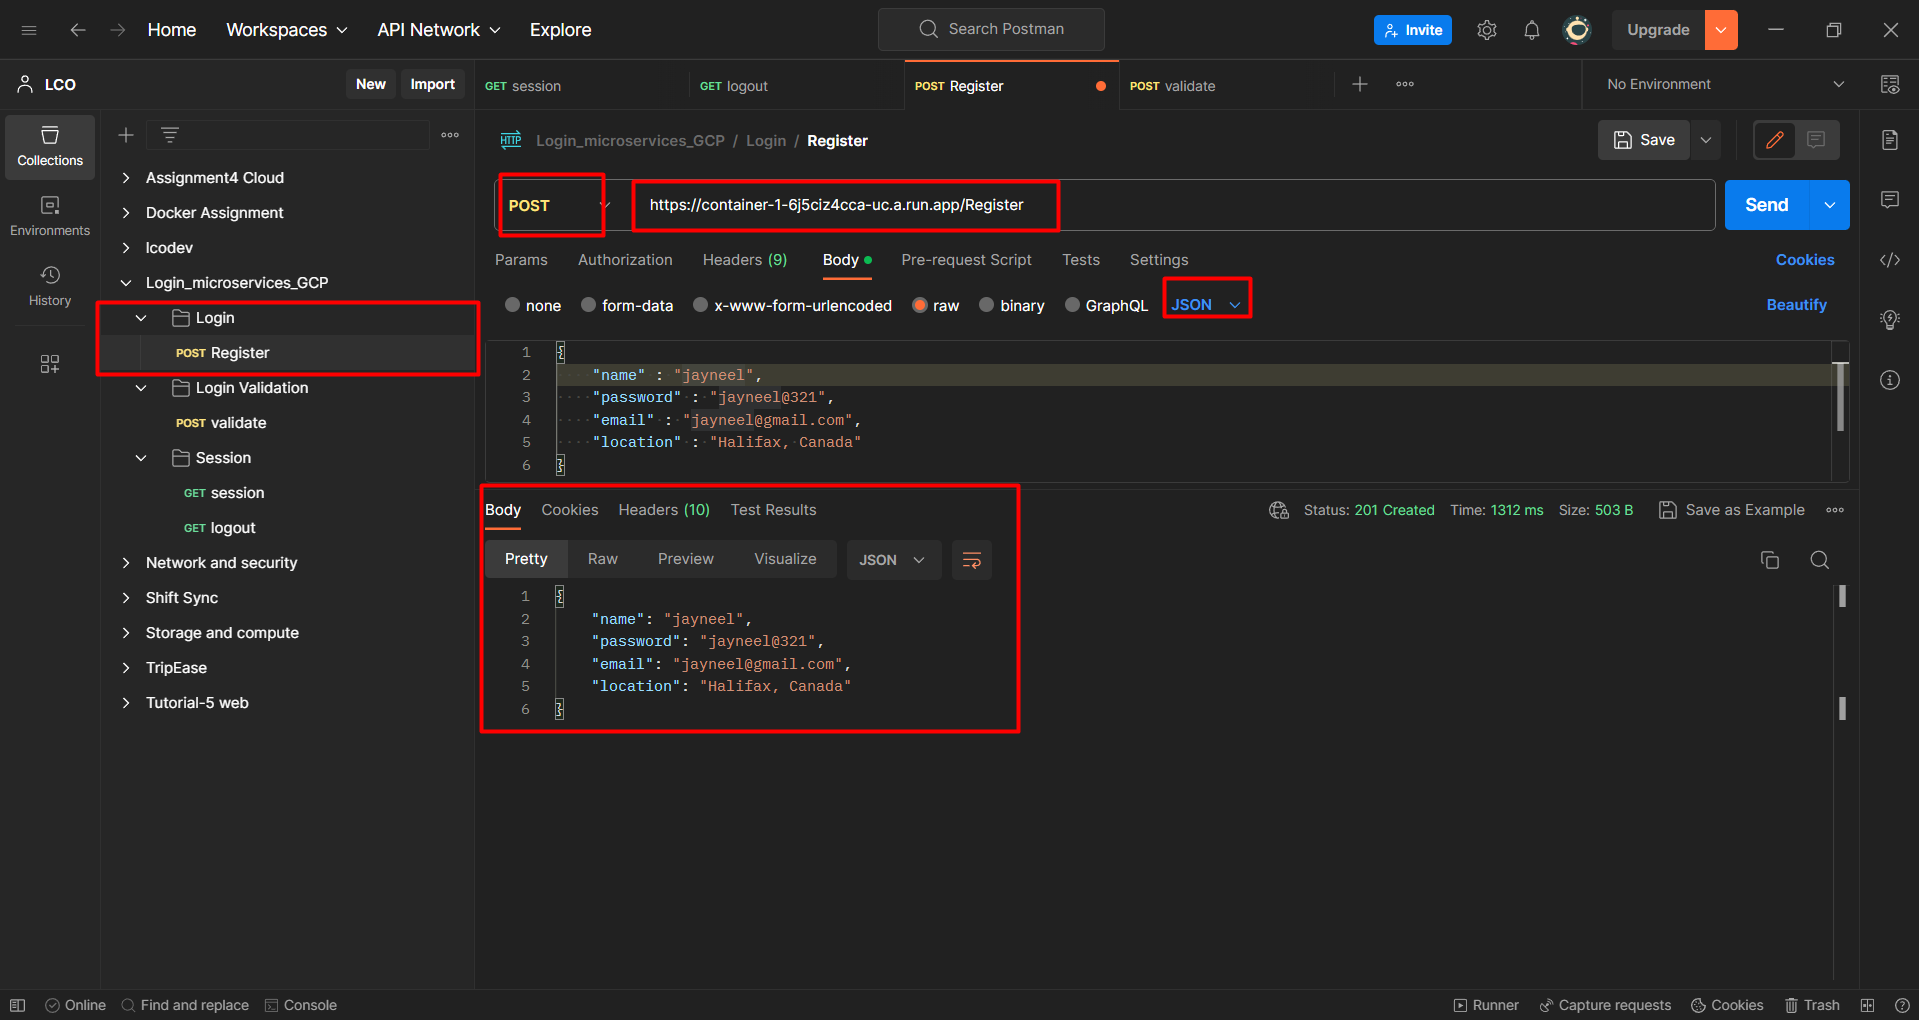 Home Workspaces API Network Explore Search Postman Invite Upgrade
LCO New Import GET session GET logout POST Register POST validate No Environment
Collections
Environments
History
Assignment4 Cloud
Docker Assignment
lcodev
Login_microservices_GCP
Login
POST Register
Login Validation
POST validate
Session
GET session
GET logout
Network and security
Shift Sync
Storage and compute
TripEase
Tutorial-5 web
HTTP Login_microservices_GCP / Login / Register Save
POST https://container-1-6j5ciz4cca-uc.a.run.app/Register Send
Params Authorization Headers (9) Body Pre-request Script Tests Settings Cookies
none form-data x-www-form-urlencoded raw binary GraphQL JSON Beautify
1 {
2 "name" : "jayneel",
3 "password" : "jayneel@321",
4 "email" : "jayneel@gmail.com",
5 "location" : "Halifax, Canada"
6 }
Body Cookies Headers (10) Test Results Status: 201 Created Time: 1312 ms Size: 503 B Save as Example
Pretty Raw Preview Visualize JSON
1 {
2 "name": "jayneel",
3 "password": "jayneel@321",
4 "email": "jayneel@gmail.com",
5 "location": "Halifax, Canada"
6 }
Online Find and replace Console Runner Capture requests Cookies Trash